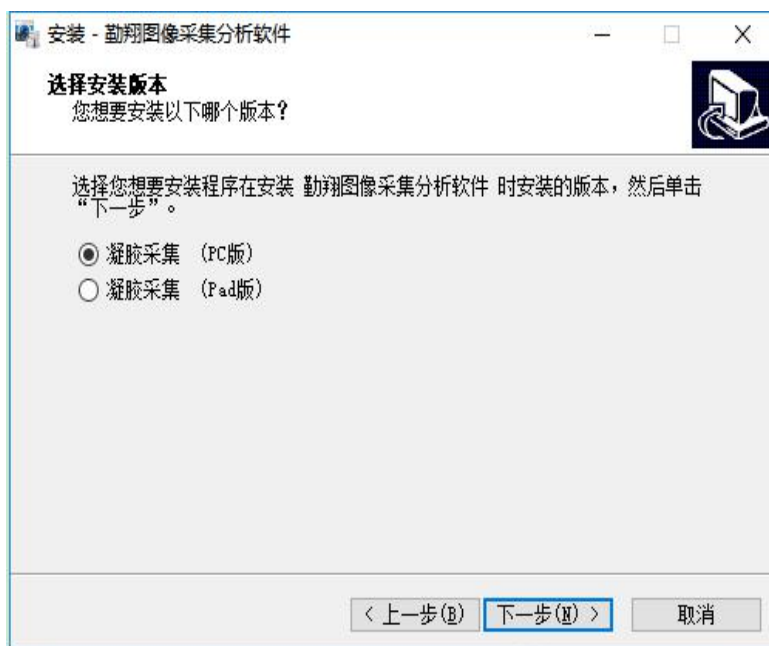 安装 - 勤翔图像采集分析软件
选择安装版本
您想要安装以下哪个版本？
选择您想要安装程序在安装 勤翔图像采集分析软件 时安装的版本，然后单击
“下一步”。
凝胶采集 (PC版)
凝胶采集 (Pad版)
< 上一步(B)
下一步(N) >
取消